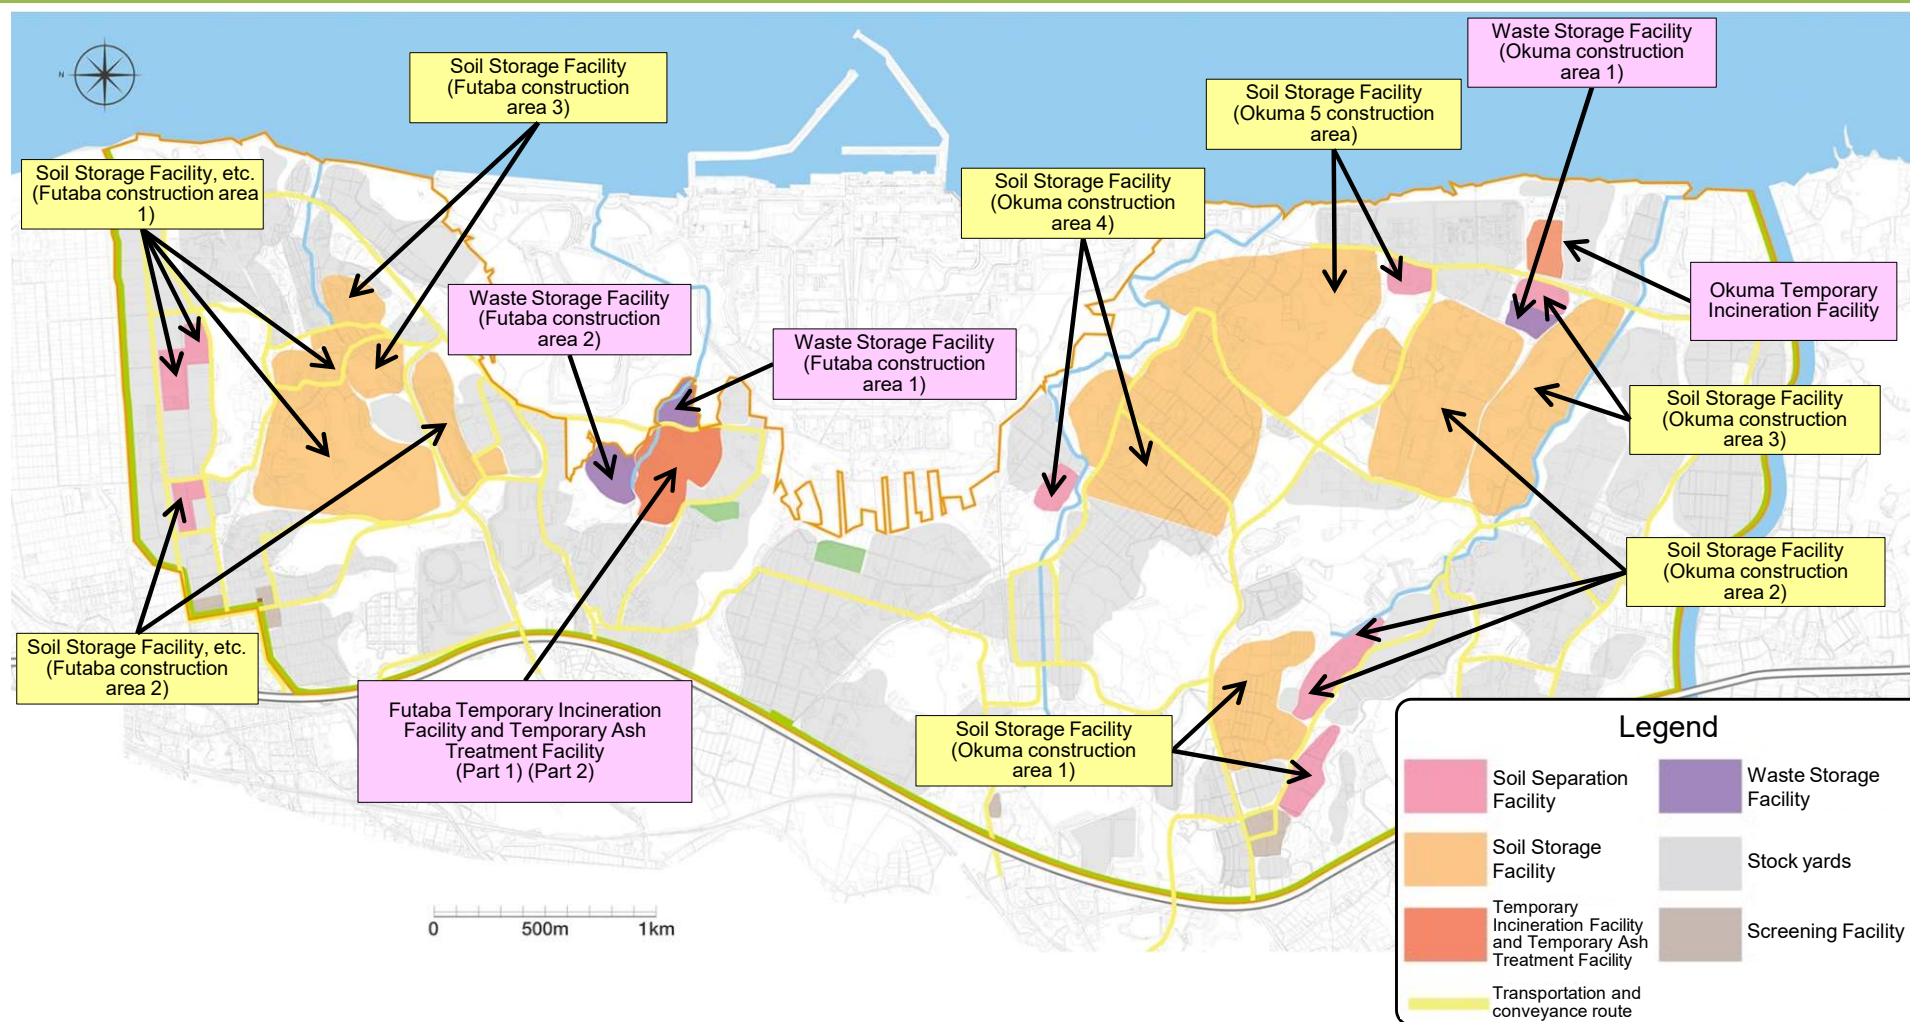 N
Soil Storage Facility
(Futaba construction
area 3)
Waste Storage Facility
(Okuma construction
area 1)
Soil Storage Facility
(Okuma 5 construction
area)
Soil Storage Facility, etc.
(Futaba construction area
1)
Soil Storage Facility
(Okuma construction
area 4)
Waste Storage Facility
(Futaba construction
area 2)
Waste Storage Facility
(Futaba construction
area 1)
Okuma Temporary
Incineration Facility
Soil Storage Facility
(Okuma construction
area 3)
Soil Storage Facility
(Okuma construction
area 2)
Soil Storage Facility, etc.
(Futaba construction
area 2)
Futaba Temporary Incineration
Facility and Temporary Ash
Treatment Facility
(Part 1) (Part 2)
Soil Storage Facility
(Okuma construction
area 1)
0
500m
1km
Legend
Soil Separation
Facility
Waste Storage
Facility
Soil Storage
Facility
Stock yards
Temporary
Incineration Facility
and Temporary Ash
Treatment Facility
Screening Facility
Transportation and
conveyance route